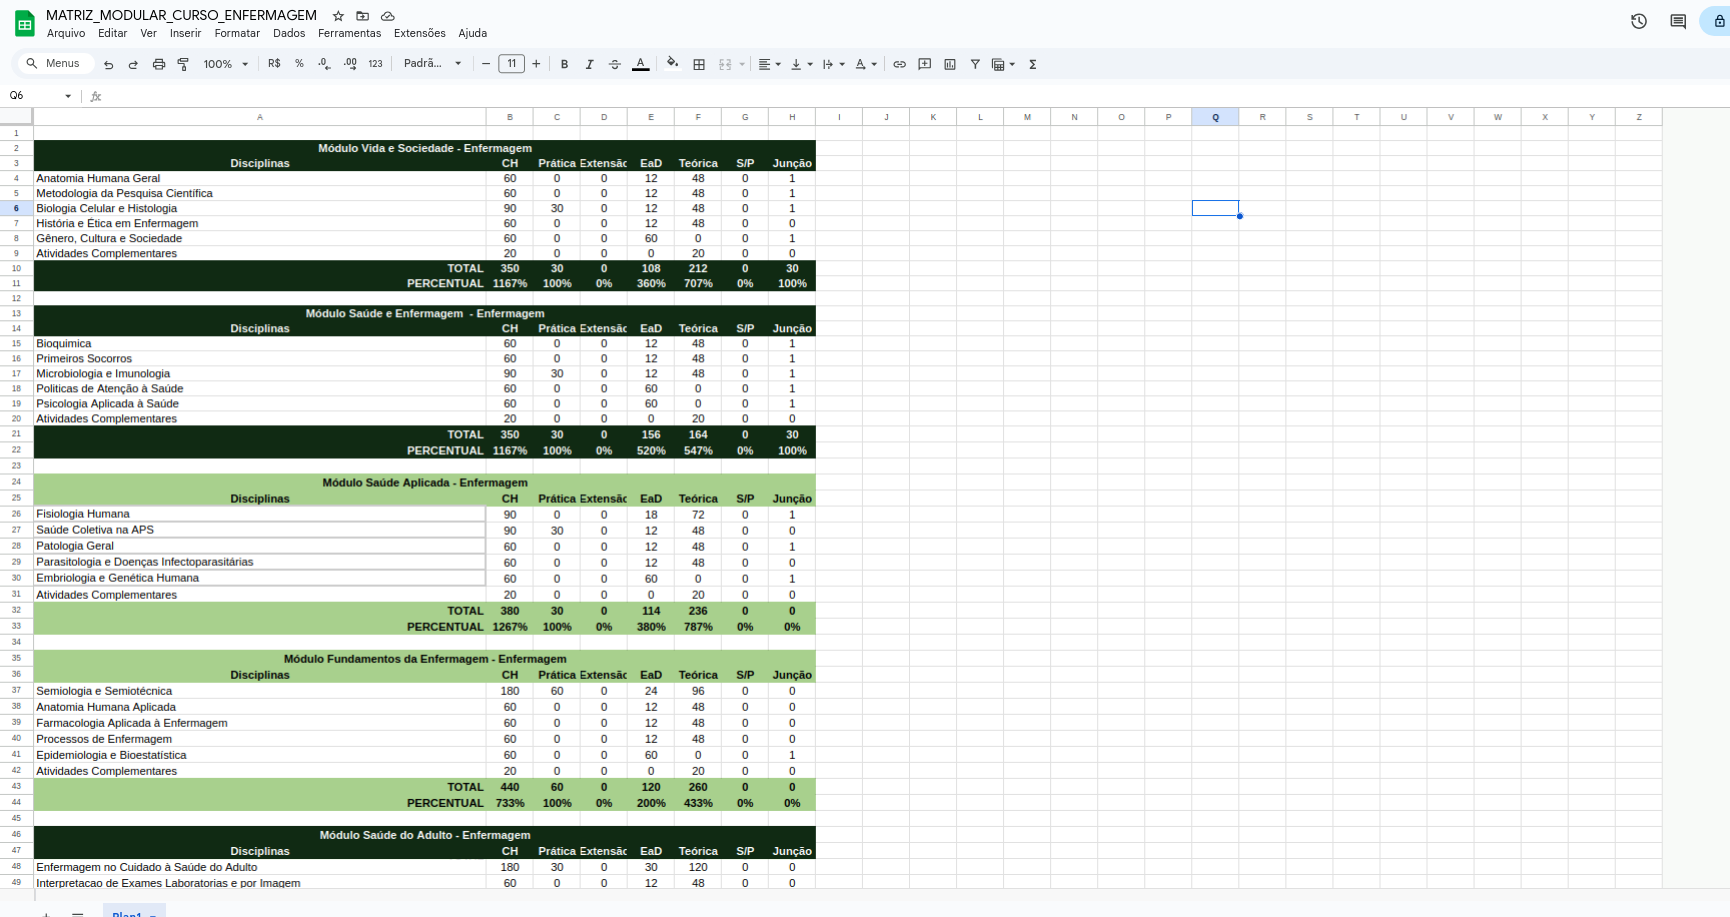 MATRIZ_MODULAR_CURSO_ENFERMAGEM
Arquivo Editar Ver Inserir Formatar Dados Ferramentas Extensões Ajuda
Menus 100% R$ % .0 .00 123 Padrã... − 11 + B I S A A Σ
Q6 fx
A B C D E F G H I J K L M N O P Q R S T U V W X Y Z
1
2 Módulo Vida e Sociedade - Enfermagem
3 Disciplinas CH Prática Extensão EaD Teórica S/P Junção
4 Anatomia Humana Geral 60 0 0 12 48 0 1
5 Metodologia da Pesquisa Científica 60 0 0 12 48 0 1
6 Biologia Celular e Histologia 90 30 0 12 48 0 1
7 História e Ética em Enfermagem 60 0 0 12 48 0 0
8 Gênero, Cultura e Sociedade 60 0 0 60 0 0 1
9 Atividades Complementares 20 0 0 0 20 0 0
10 TOTAL 350 30 0 108 212 0 30
11 PERCENTUAL 1167% 100% 0% 360% 707% 0% 100%
12
13 Módulo Saúde e Enfermagem - Enfermagem
14 Disciplinas CH Prática Extensão EaD Teórica S/P Junção
15 Bioquimica 60 0 0 12 48 0 1
16 Primeiros Socorros 60 0 0 12 48 0 1
17 Microbiologia e Imunologia 90 30 0 12 48 0 1
18 Politicas de Atenção à Saúde 60 0 0 60 0 0 1
19 Psicologia Aplicada à Saúde 60 0 0 60 0 0 1
20 Atividades Complementares 20 0 0 0 20 0 0
21 TOTAL 350 30 0 156 164 0 30
22 PERCENTUAL 1167% 100% 0% 520% 547% 0% 100%
23
24 Módulo Saúde Aplicada - Enfermagem
25 Disciplinas CH Prática Extensão EaD Teórica S/P Junção
26 Fisiologia Humana 90 0 0 18 72 0 1
27 Saúde Coletiva na APS 90 30 0 12 48 0 0
28 Patologia Geral 60 0 0 12 48 0 1
29 Parasitologia e Doenças Infectoparasitárias 60 0 0 12 48 0 0
30 Embriologia e Genética Humana 60 0 0 60 0 0 1
31 Atividades Complementares 20 0 0 0 20 0 0
32 TOTAL 380 30 0 114 236 0 0
33 PERCENTUAL 1267% 100% 0% 380% 787% 0% 0%
34
35 Módulo Fundamentos da Enfermagem - Enfermagem
36 Disciplinas CH Prática Extensão EaD Teórica S/P Junção
37 Semiologia e Semiotécnica 180 60 0 24 96 0 0
38 Anatomia Humana Aplicada 60 0 0 12 48 0 0
39 Farmacologia Aplicada à Enfermagem 60 0 0 12 48 0 0
40 Processos de Enfermagem 60 0 0 12 48 0 0
41 Epidemiologia e Bioestatística 60 0 0 60 0 0 1
42 Atividades Complementares 20 0 0 0 20 0 0
43 TOTAL 440 60 0 120 260 0 0
44 PERCENTUAL 733% 100% 0% 200% 433% 0% 0%
45
46 Módulo Saúde do Adulto - Enfermagem
47 Disciplinas CH Prática Extensão EaD Teórica S/P Junção
48 Enfermagem no Cuidado à Saúde do Adulto 180 30 0 30 120 0 0
49 Interpretacao de Exames Laboratorias e por Imagem 60 0 0 12 48 0 0
Plan1